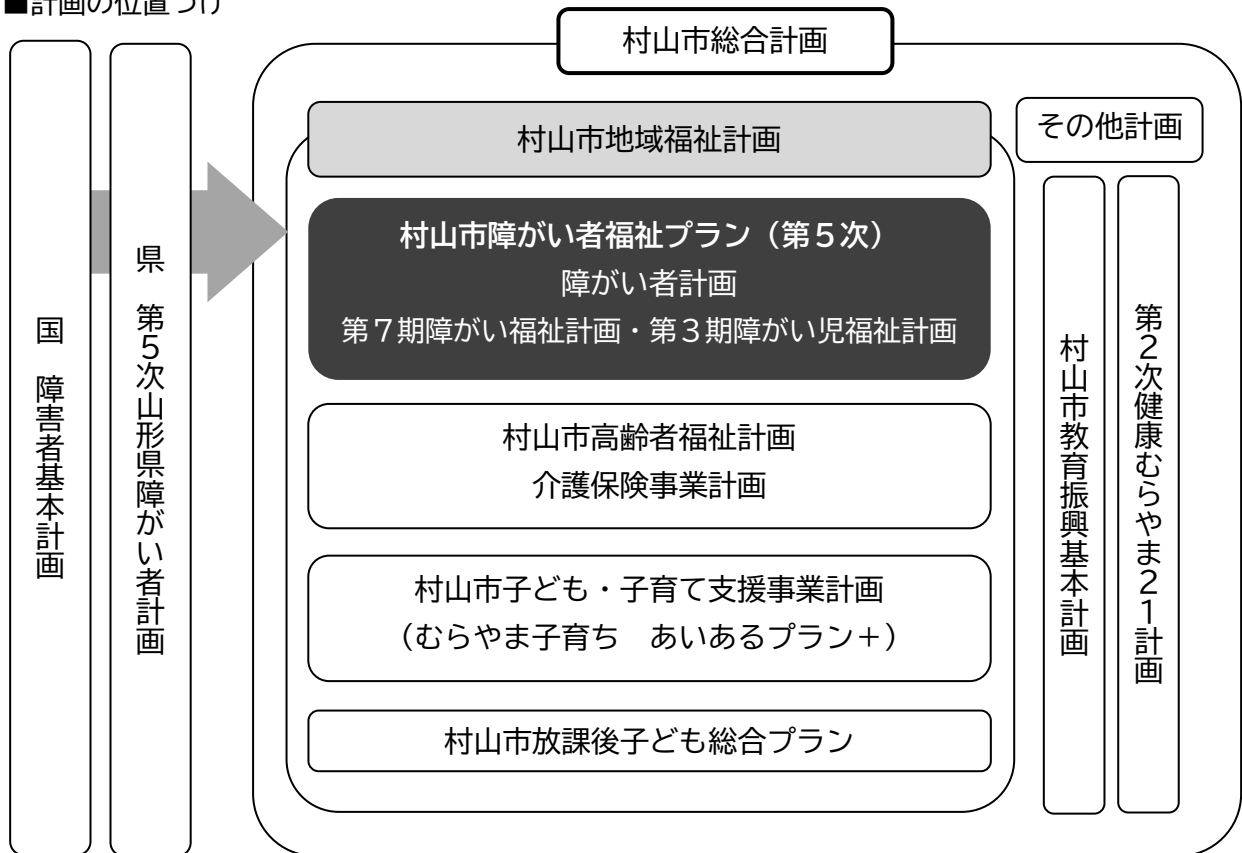 ■計画の位置づけ
国　障害者基本計画
県　第５次山形県障がい者計画
村山市総合計画
村山市地域福祉計画
村山市障がい者福祉プラン（第５次）
障がい者計画
第７期障がい福祉計画・第３期障がい児福祉計画
村山市高齢者福祉計画
介護保険事業計画
村山市子ども・子育て支援事業計画
（むらやま子育ち　あいあるプラン＋）
村山市放課後子ども総合プラン
その他計画
村山市教育振興基本計画
第２次健康むらやま２１計画